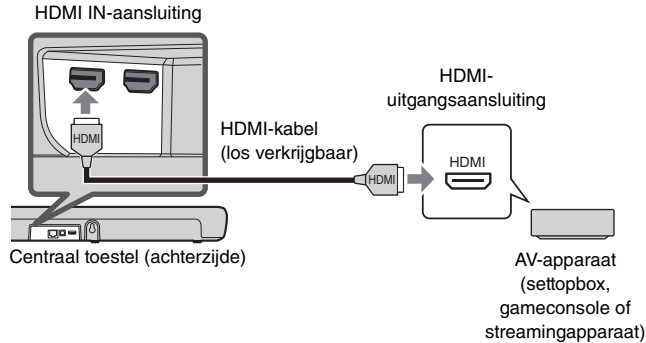 HDMI IN-aansluiting
HDMI
HDMI-kabel
(los verkrijgbaar)
HDMI
HDMI-
uitgangsaansluiting
HDMI
Centraal toestel (achterzijde)
AV-apparaat
(settopbox,
gameconsole of
streamingapparaat)